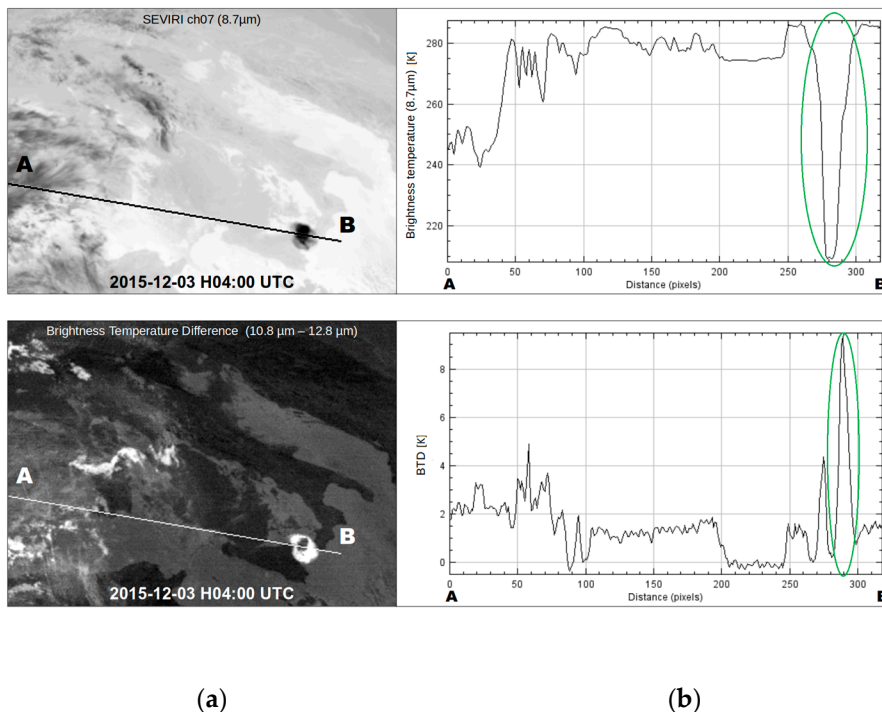 SEVIRI ch07 (8.7µm)
A
B
2015-12-03 H04:00 UTC
Brightness temperature (8.7µm) [K]
280
260
240
220
0 50 100 150 200 250 300
A Distance (pixels) B
Brightness Temperature Difference (10.8 µm – 12.8 µm)
A
B
2015-12-03 H04:00 UTC
BTD [K]
8
6
4
2
0
0 50 100 150 200 250 300
A Distance (pixels) B
(a) (b)